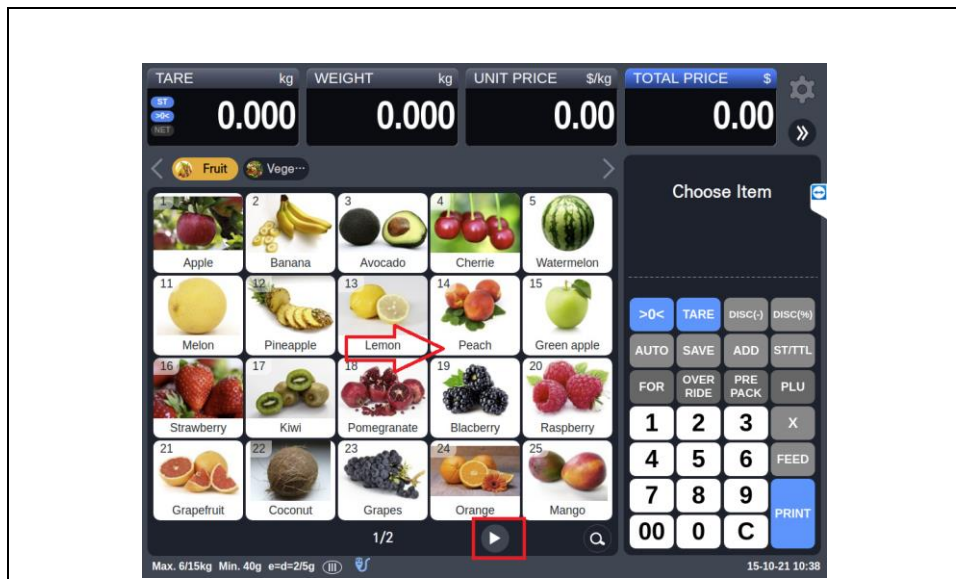 TARE kg WEIGHT kg UNIT PRICE $/kg TOTAL PRICE $
ST
>0<
NET
0.000 0.000 0.00 0.00
Fruit Vege···
Choose Item
1 2 3 4 5
Apple Banana Avocado Cherrie Watermelon
11 12 13 14 15
Melon Pineapple Lemon Peach Green apple
16 17 18 19 20
Strawberry Kiwi Pomegranate Blacberry Raspberry
21 22 23 24 25
Grapefruit Coconut Grapes Orange Mango
1/2
>0< TARE DISC(-) DISC(%)
AUTO SAVE ADD ST/TTL
FOR OVER RIDE PRE PACK PLU
1 2 3 X
4 5 6 FEED
7 8 9 PRINT
00 0 C
Max. 6/15kg Min. 40g e=d=2/5g III 15-10-21 10:38